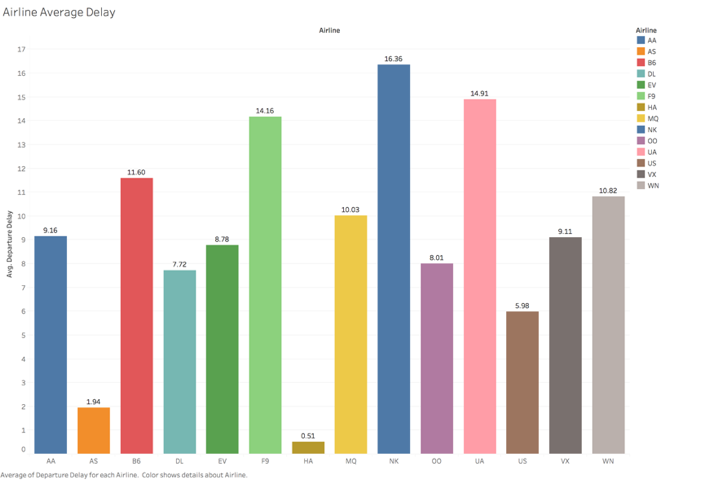 Airline Average Delay
Airline
Airline
AA
AS
B6
DL
EV
F9
HA
MQ
NK
OO
UA
US
VX
WN
Avg. Departure Delay
17
16
15
14
13
12
11
10
9
8
7
6
5
4
3
2
1
0
9.16
1.94
11.60
7.72
8.78
14.16
0.51
10.03
16.36
8.01
14.91
5.98
9.11
10.82
AA AS B6 DL EV F9 HA MQ NK OO UA US VX WN
Average of Departure Delay for each Airline. Color shows details about Airline.